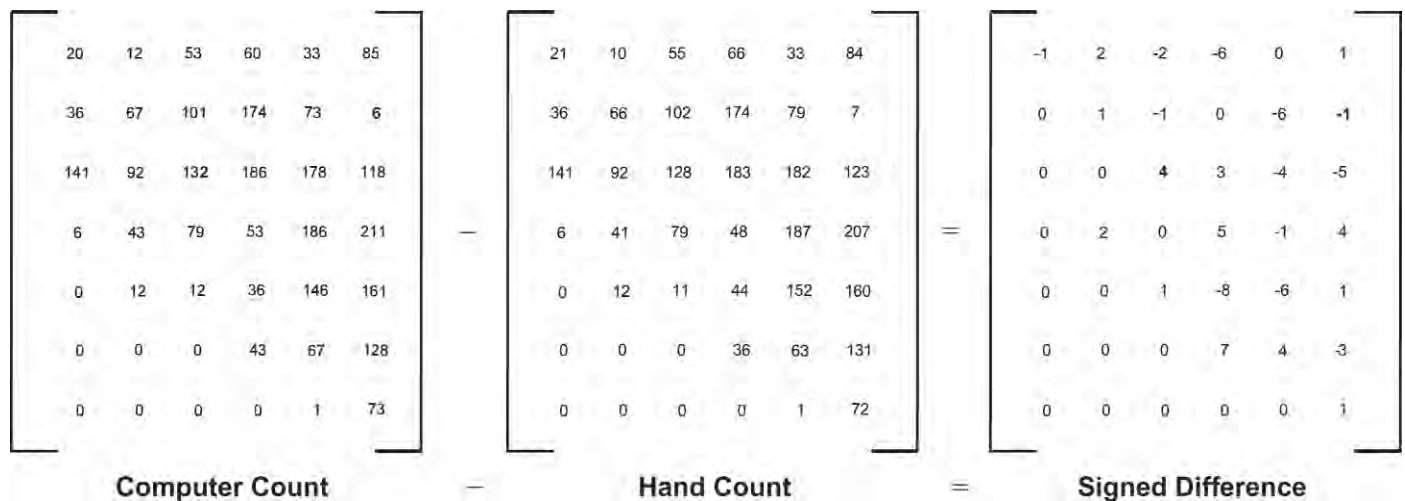 20 12 53 60 33 85 21 10 55 66 33 84 -1 2 -2 -6 0 1
36 67 101 174 73 6 36 66 102 174 79 7 0 1 -1 0 -6 -1
141 92 132 186 178 118 141 92 128 183 182 123 0 0 4 3 -4 -5
6 43 79 53 186 211 − 6 41 79 48 187 207 = 0 2 0 5 -1 4
0 12 12 36 146 161 0 12 11 44 152 160 0 0 1 -8 -6 1
0 0 0 43 67 128 0 0 0 36 63 131 0 0 0 7 4 -3
0 0 0 0 1 73 0 0 0 0 1 72 0 0 0 0 0 1
Computer Count − Hand Count = Signed Difference